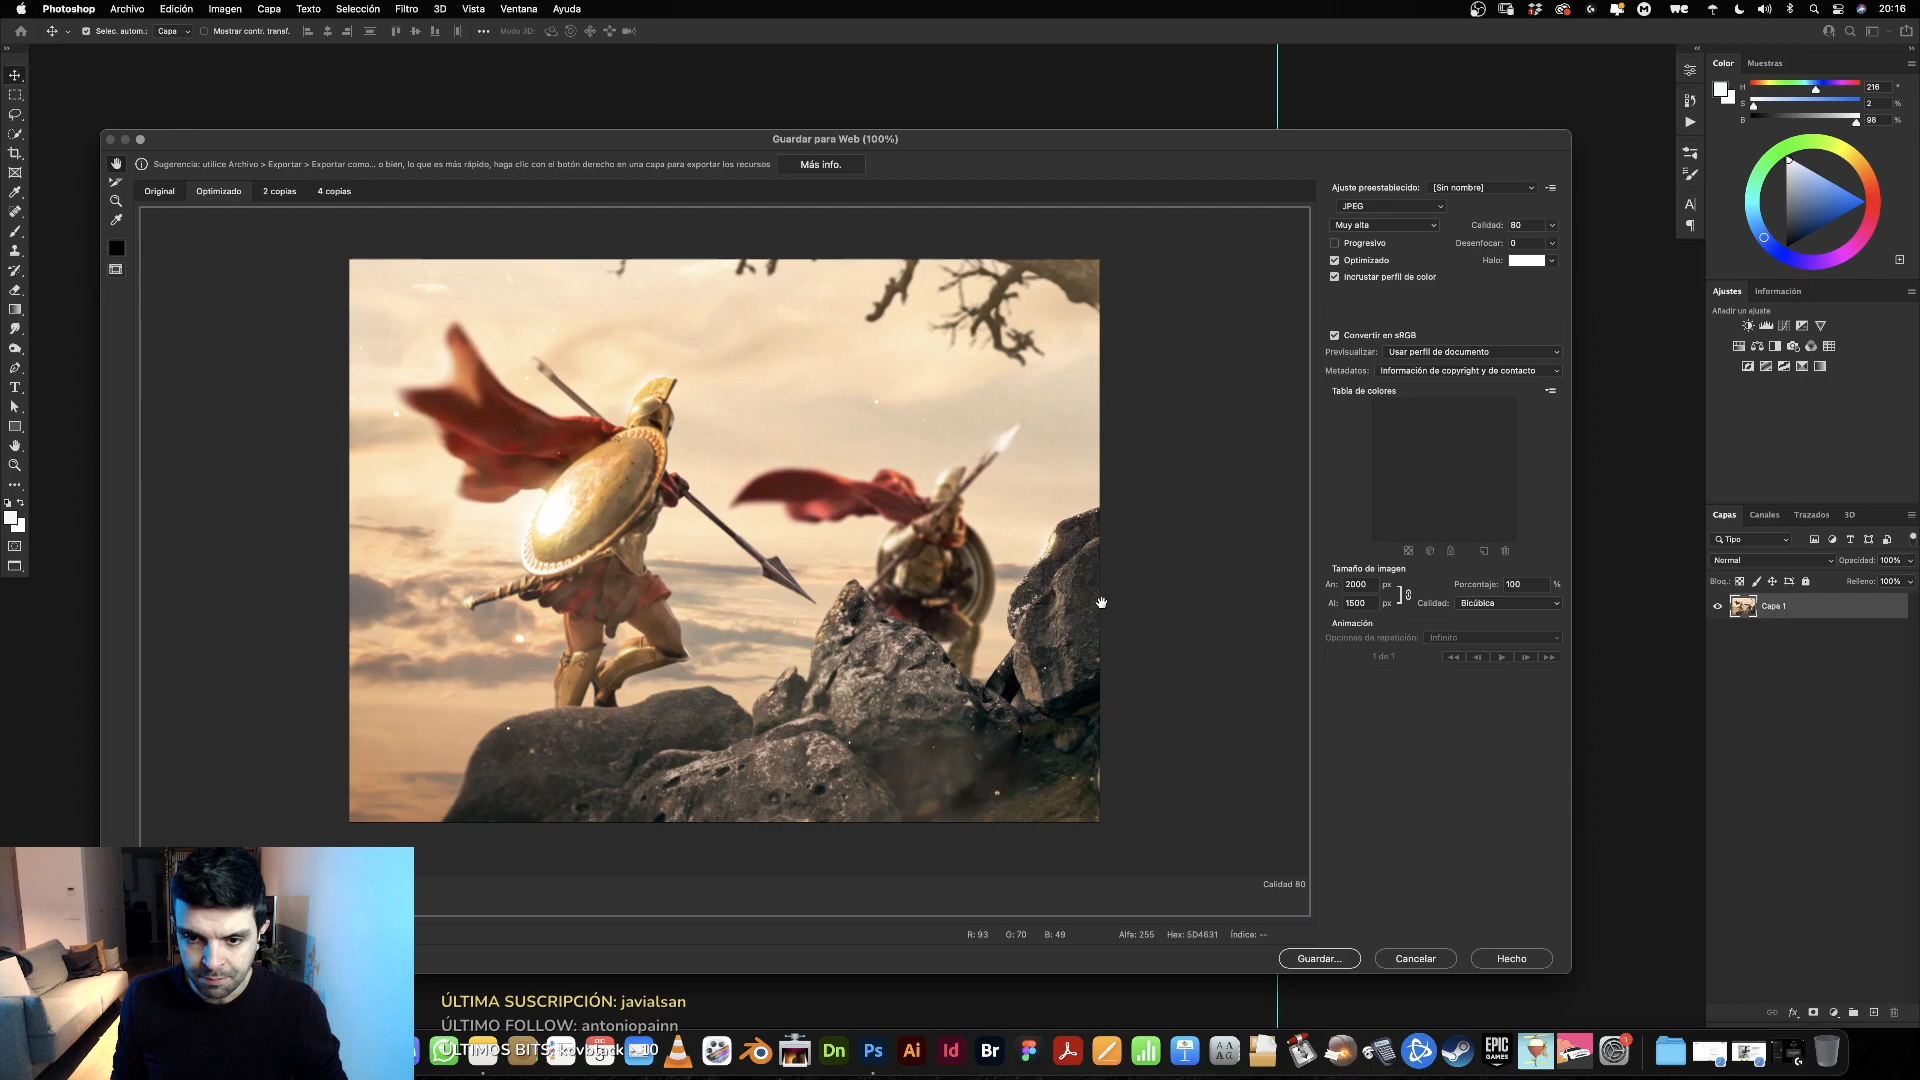 Photoshop Archivo Edición Imagen Capa Texto Selección Filtro 3D Vista Ventana Ayuda 20:16
Selec. autom.: Capa Mostrar contr. transf. Modo 3D:
Guardar para Web (100%)
Sugerencia: utilice Archivo > Exportar > Exportar como... o bien, lo que es más rápido, haga clic con el botón derecho en una capa para exportar los recursos Más info.
Original Optimizado 2 copias 4 copias
Ajuste preestablecido: [Sin nombre]
JPEG
Muy alta Calidad: 80
Progresivo Desenfocar: 0
Optimizado Halo:
Incrustar perfil de color
Convertir en sRGB
Previsualizar: Usar perfil de documento
Metadatos: Información de copyright y de contacto
Tabla de colores
Tamaño de imagen
An: 2000 px Porcentaje: 100 %
Al: 1500 px Calidad: Bicúbica
Animación
Opciones de repetición: Infinito
1 de 1
Calidad 80
R: 93 G: 70 B: 49 Alfa: 255 Hex: 5D4631 Índice: --
Guardar... Cancelar Hecho
Color Muestras
H 216 °
S 2 %
B 98 %
Ajustes Información
Añadir un ajuste
Capas Canales Trazados 3D
Tipo
Normal Opacidad: 100%
Bloq.: Relleno: 100%
Capa 1
fx
ÚLTIMA SUSCRIPCIÓN: javialsan
ÚLTIMO FOLLOW: antoniopainn
ÚLTIMOS BITS: 10
Dn Ps Ai Id Br
EPIC GAMES
1